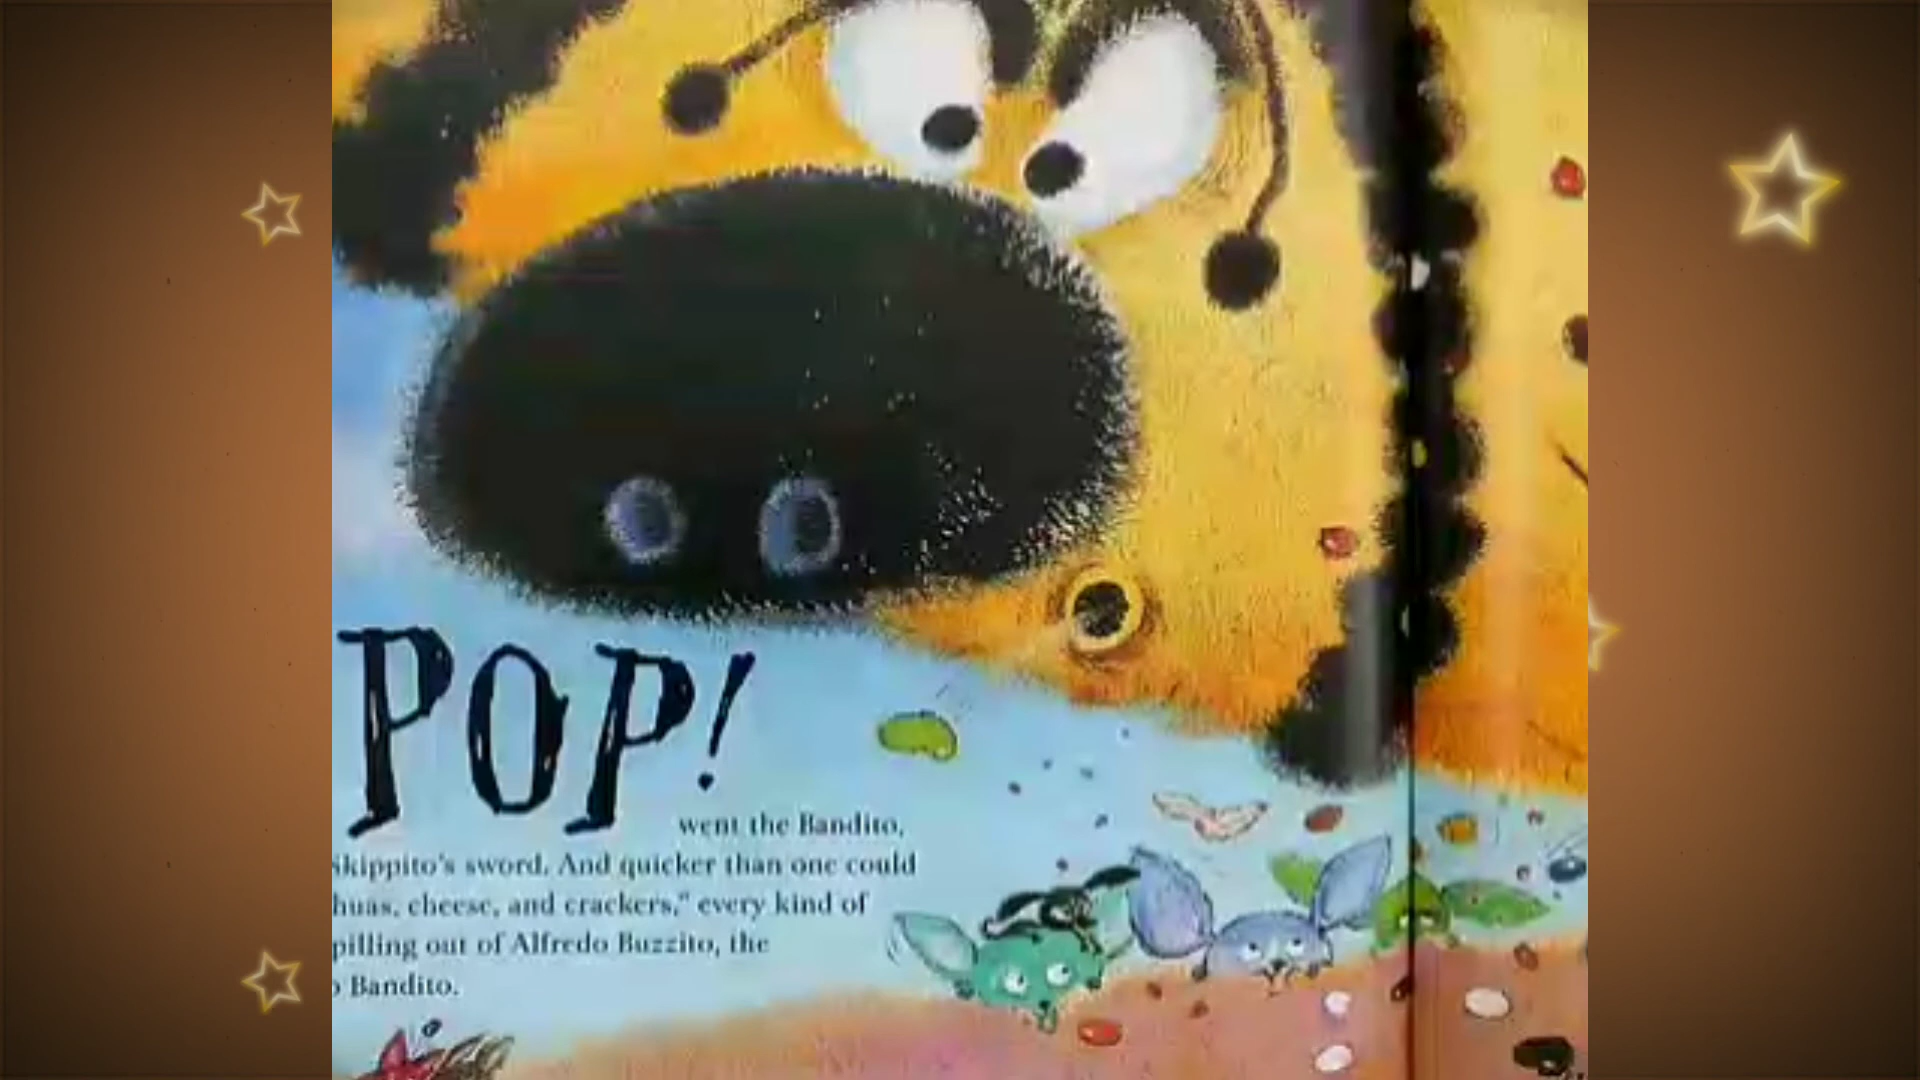 POP!
went the Bandito,
Skippito's sword. And quicker than one could
huas, cheese, and crackers," every kind of
pilling out of Alfredo Buzzito, the
o Bandito.